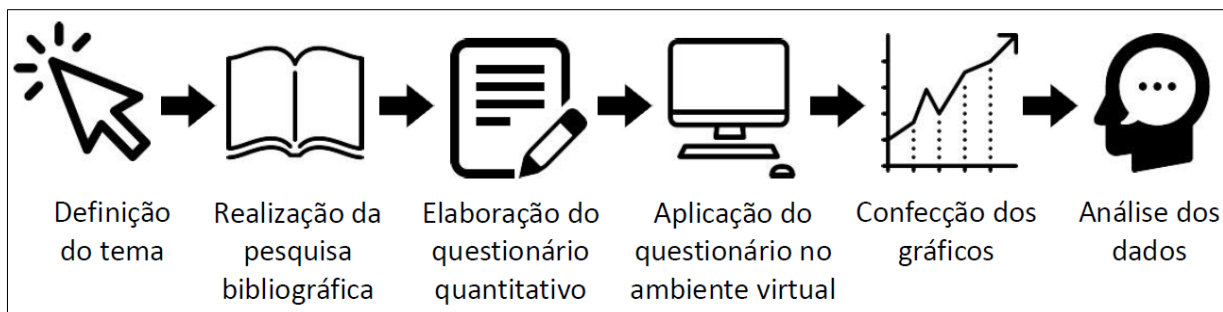 Definição
do tema
Realização da
pesquisa
bibliográfica
Elaboração do
questionário
quantitativo
Aplicação do
questionário no
ambiente virtual
Confecção dos
gráficos
Análise dos
dados